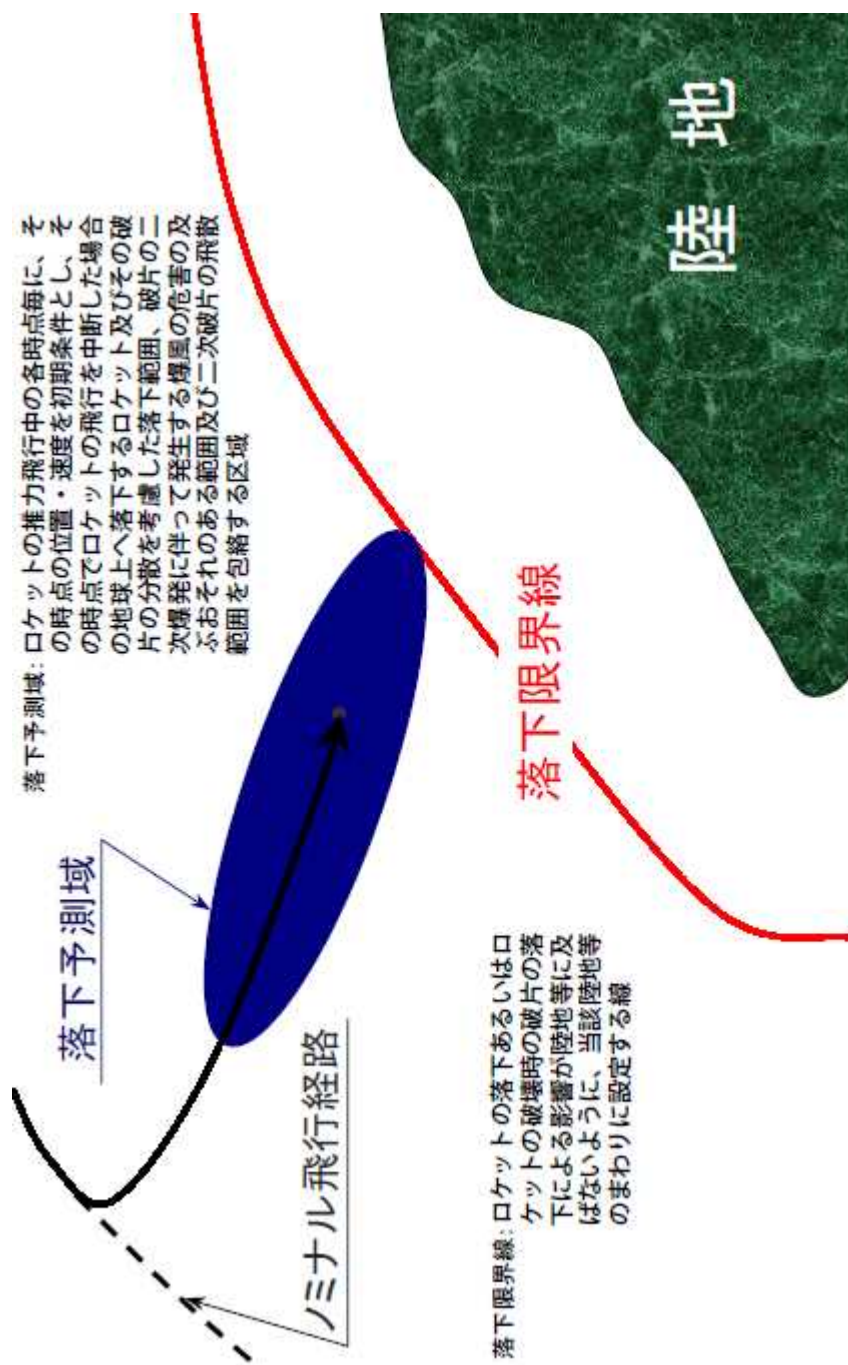 落下予測域: ロケットの推力飛行中の各時点毎に、そ
の時点の位置・速度を初期条件とし、そ
の時点でロケットの飛行を中断した場合
の地球上へ落下するロケット及びその破
片の分散を考慮した落下範囲、破片の二
次爆発に伴って発生する爆風の危害の及
ぶおそれのある範囲及び二次破片の飛散
範囲を包絡する区域
落下予測域
ノミナル飛行経路
落下限界線
陸 地
落下限界線: ロケットの落下あるいはロ
ケットの破壊時の破片の落
下による影響が陸地等に及
ばないように、当該陸地等
のまわりに設定する線